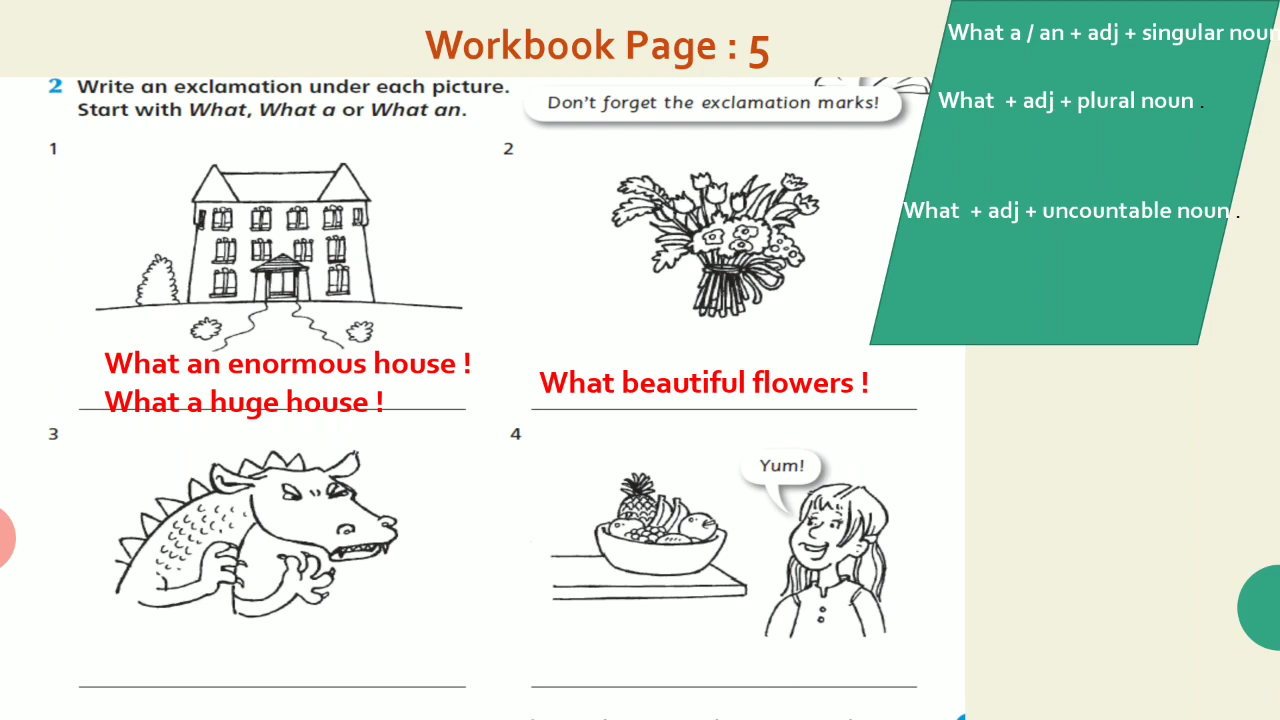 Workbook Page : 5
What a / an + adj + singular noun
What + adj + plural noun .
What + adj + uncountable noun .
2 Write an exclamation under each picture.
Start with What, What a or What an.
Don't forget the exclamation marks!
1
2
What an enormous house !
What a huge house !
What beautiful flowers !
3
4
Yum!